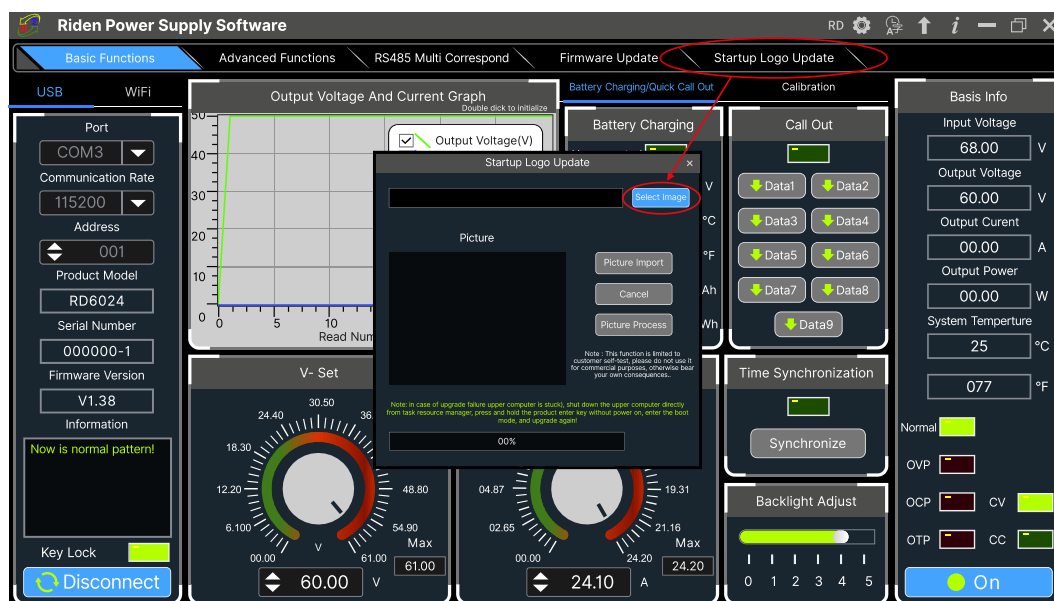 Riden Power Supply Software
RD
Basic Functions
Advanced Functions
RS485 Multi Correspond
Firmware Update
Startup Logo Update
USB
WiFi
Port
COM3
Communication Rate
115200
Address
001
Product Model
RD6024
Serial Number
000000-1
Firmware Version
V1.38
Information
Now is normal pattern!
Key Lock
Disconnect
Output Voltage And Current Graph
Double dick to Initialize
50
40
30
20
10
0
0
5
10
Read Num
Output Voltage(V)
Battery Charging/Quick Call Out
Calibration
Battery Charging
V
°C
°F
Ah
Wh
Call Out
Data1
Data2
Data3
Data4
Data5
Data6
Data7
Data8
Data9
Startup Logo Update
×
Select Image
Picture
Picture Import
Cancel
Picture Process
Note : This function is limited to
customer self-test, please do not use it
for commercial purposes, otherwise bear
your own consequences..
Note: in case of upgrade failure upper computer is stuck), shut down the upper computer directly
from task resource manager, press and hold the product enter key without power on, enter the boot
mode, and upgrade again!
00%
V- Set
30.50
24.40
36.
18.30
12.20
48.80
6.100
54.90
00.00
61.00
V
Max
61.00
60.00
V
04.87
19.31
02.65
21.16
00.00
24.20
A
Max
24.20
24.10
A
Time Synchronization
Synchronize
Backlight Adjust
0 1 2 3 4 5
Basis Info
Input Voltage
68.00 V
Output Voltage
60.00 V
Output Curent
00.00 A
Output Power
00.00 W
System Temperture
25 °C
077 °F
Normal
OVP
OCP
CV
OTP
CC
On